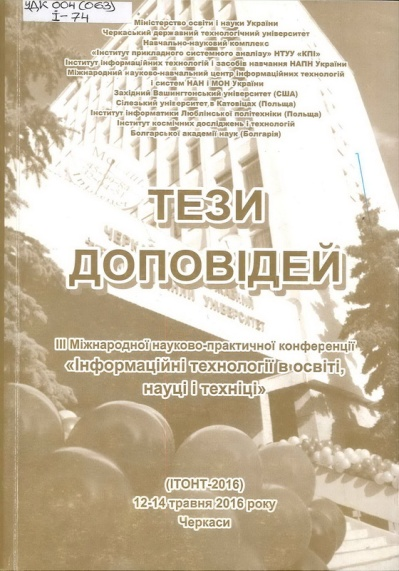 УДК 004 (063)
І-74
Міністерство освіти і науки України
Черкаський державний технологічний університет
Навчально-науковий комплекс
«Інститут прикладного системного аналізу» НТУУ «КПІ»
Інститут інформаційних технологій і засобів навчання НАПН України
Міжнародний науково-навчальний центр інформаційних технологій
і систем НАН і МОН України
Західний Вашингтонський університет (США)
Сілезький університет в Катовіцах (Польща)
Інститут інформатики Люблінської політехніки (Польща)
Інститут космічних досліджень і технологій
Болгарської академії наук (Болгарія)
ТЕЗИ
ДОПОВІДЕЙ
УНІВЕРСИТЕТ
ІІІ Міжнародної науково-практичної конференції
«Інформаційні технології в освіті,
науці і техніці»
(ІТОНТ-2016)
12-14 травня 2016 року
Черкаси